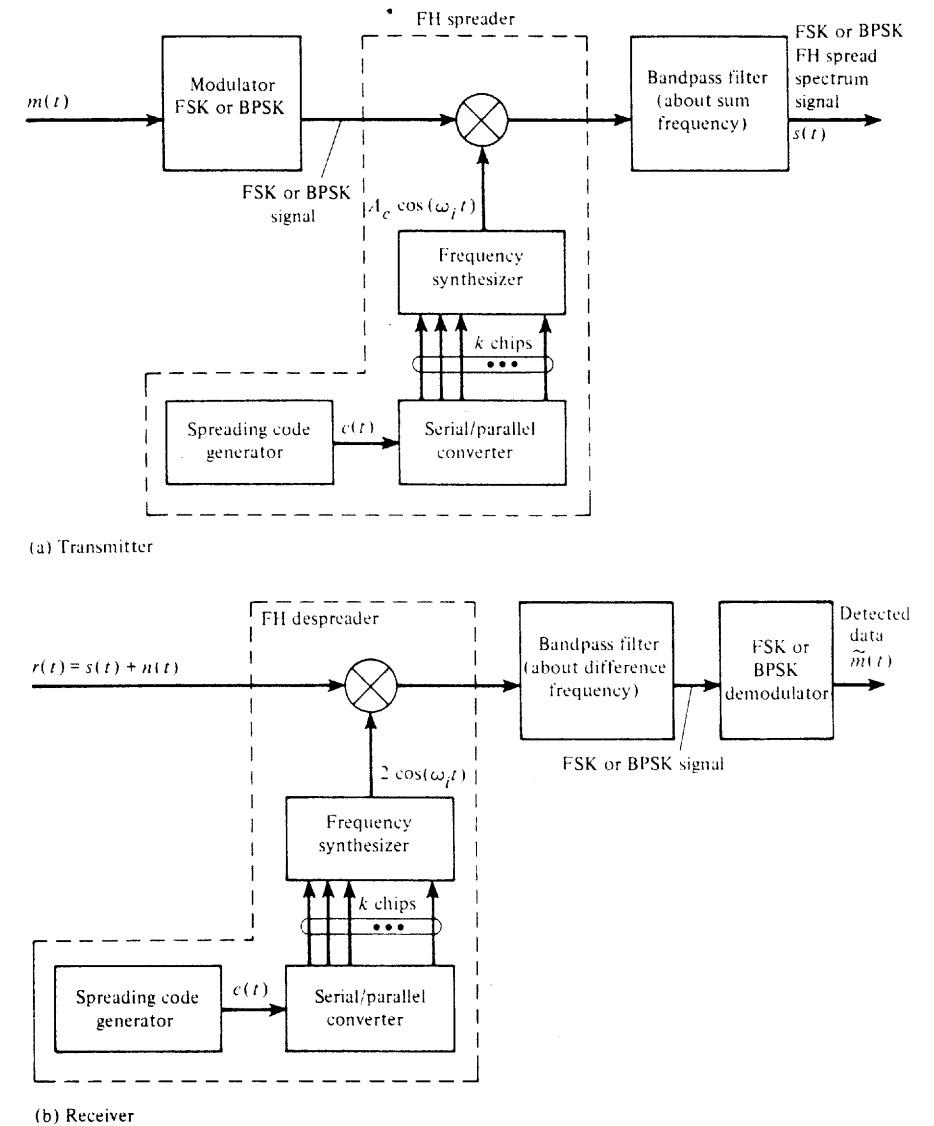 FH spreader
m(t)
Modulator
FSK or BPSK
Bandpass filter
(about sum
frequency)
FSK or BPSK
FH spread
spectrum
signal
s(t)
FSK or BPSK
signal
A_c cos(ω_i t)
Frequency
synthesizer
k chips
Spreading code
generator
c(t)
Serial/parallel
converter
(a) Transmitter
FH despreader
r(t) = s(t) + n(t)
Bandpass filter
(about difference
frequency)
FSK or
BPSK
demodulator
Detected
data
m̃(t)
FSK or BPSK signal
2 cos(ω_i t)
Frequency
synthesizer
k chips
Spreading code
generator
c(t)
Serial/parallel
converter
(b) Receiver